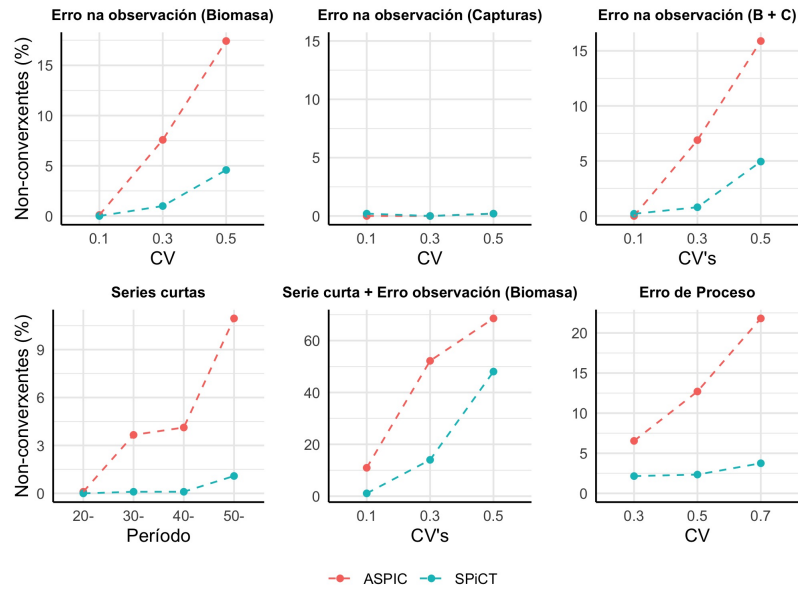 Erro na observación (Biomasa)
Erro na observación (Capturas)
Erro na observación (B + C)
Non-converxentes (%)
15
10
5
0
0.1 0.3 0.5
CV
15
10
5
0
0.1 0.3 0.5
CV
15
10
5
0
0.1 0.3 0.5
CV's
Series curtas
Serie curta + Erro observación (Biomasa)
Erro de Proceso
Non-converxentes (%)
9
6
3
0
20- 30- 40- 50-
Período
60
40
20
0
0.1 0.3 0.5
CV's
20
15
10
5
0
0.3 0.5 0.7
CV
ASPIC SPiCT